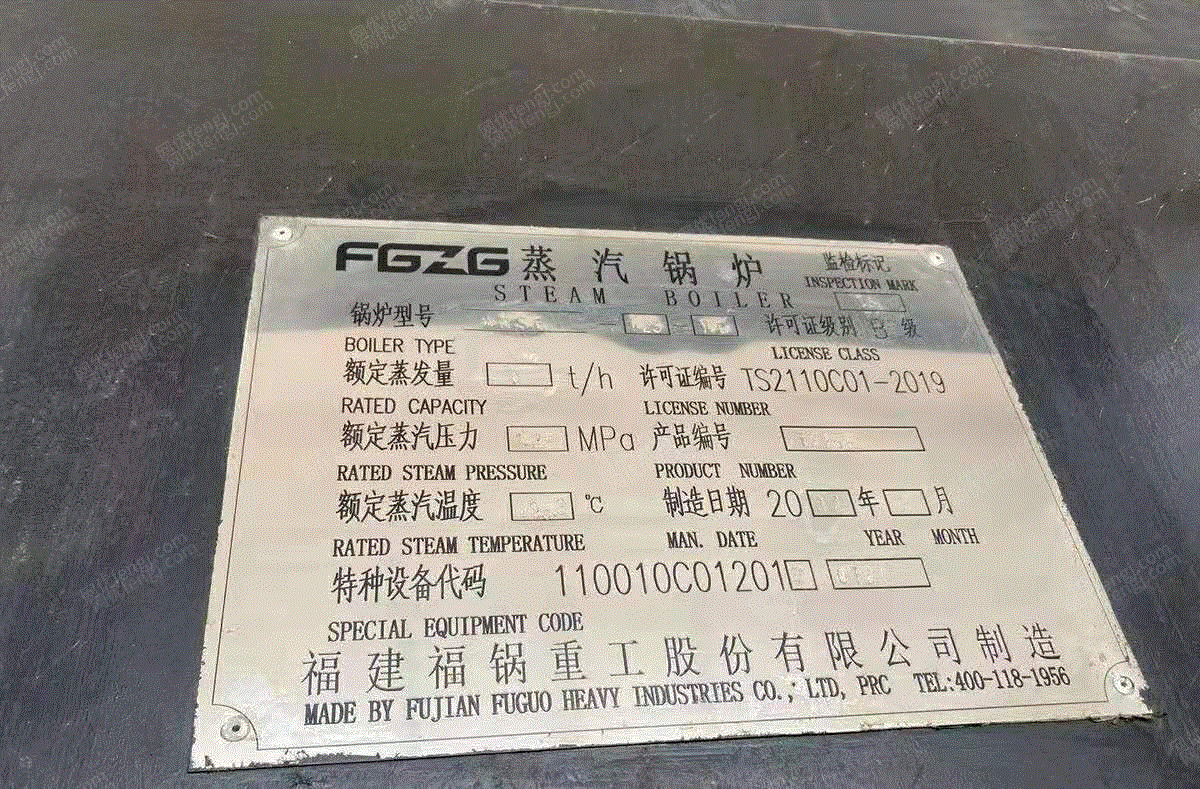 FGZG 蒸汽锅炉 监检标记
STEAM BOILER INSPECTION MARK
锅炉型号 许可证级别 B 级
BOILER TYPE LICENSE CLASS
额定蒸发量 t/h 许可证编号 TS2110C01-2019
RATED CAPACITY LICENSE NUMBER
额定蒸汽压力 MPa 产品编号
RATED STEAM PRESSURE PRODUCT NUMBER
额定蒸汽温度 ℃ 制造日期 20 年 月
RATED STEAM TEMPERATURE MAN. DATE YEAR MONTH
特种设备代码 110010C01201
SPECIAL EQUIPMENT CODE
福建福锅重工股份有限公司制造
MADE BY FUJIAN FUGUO HEAVY INDUSTRIES CO., LTD, PRC TEL:400-118-1956